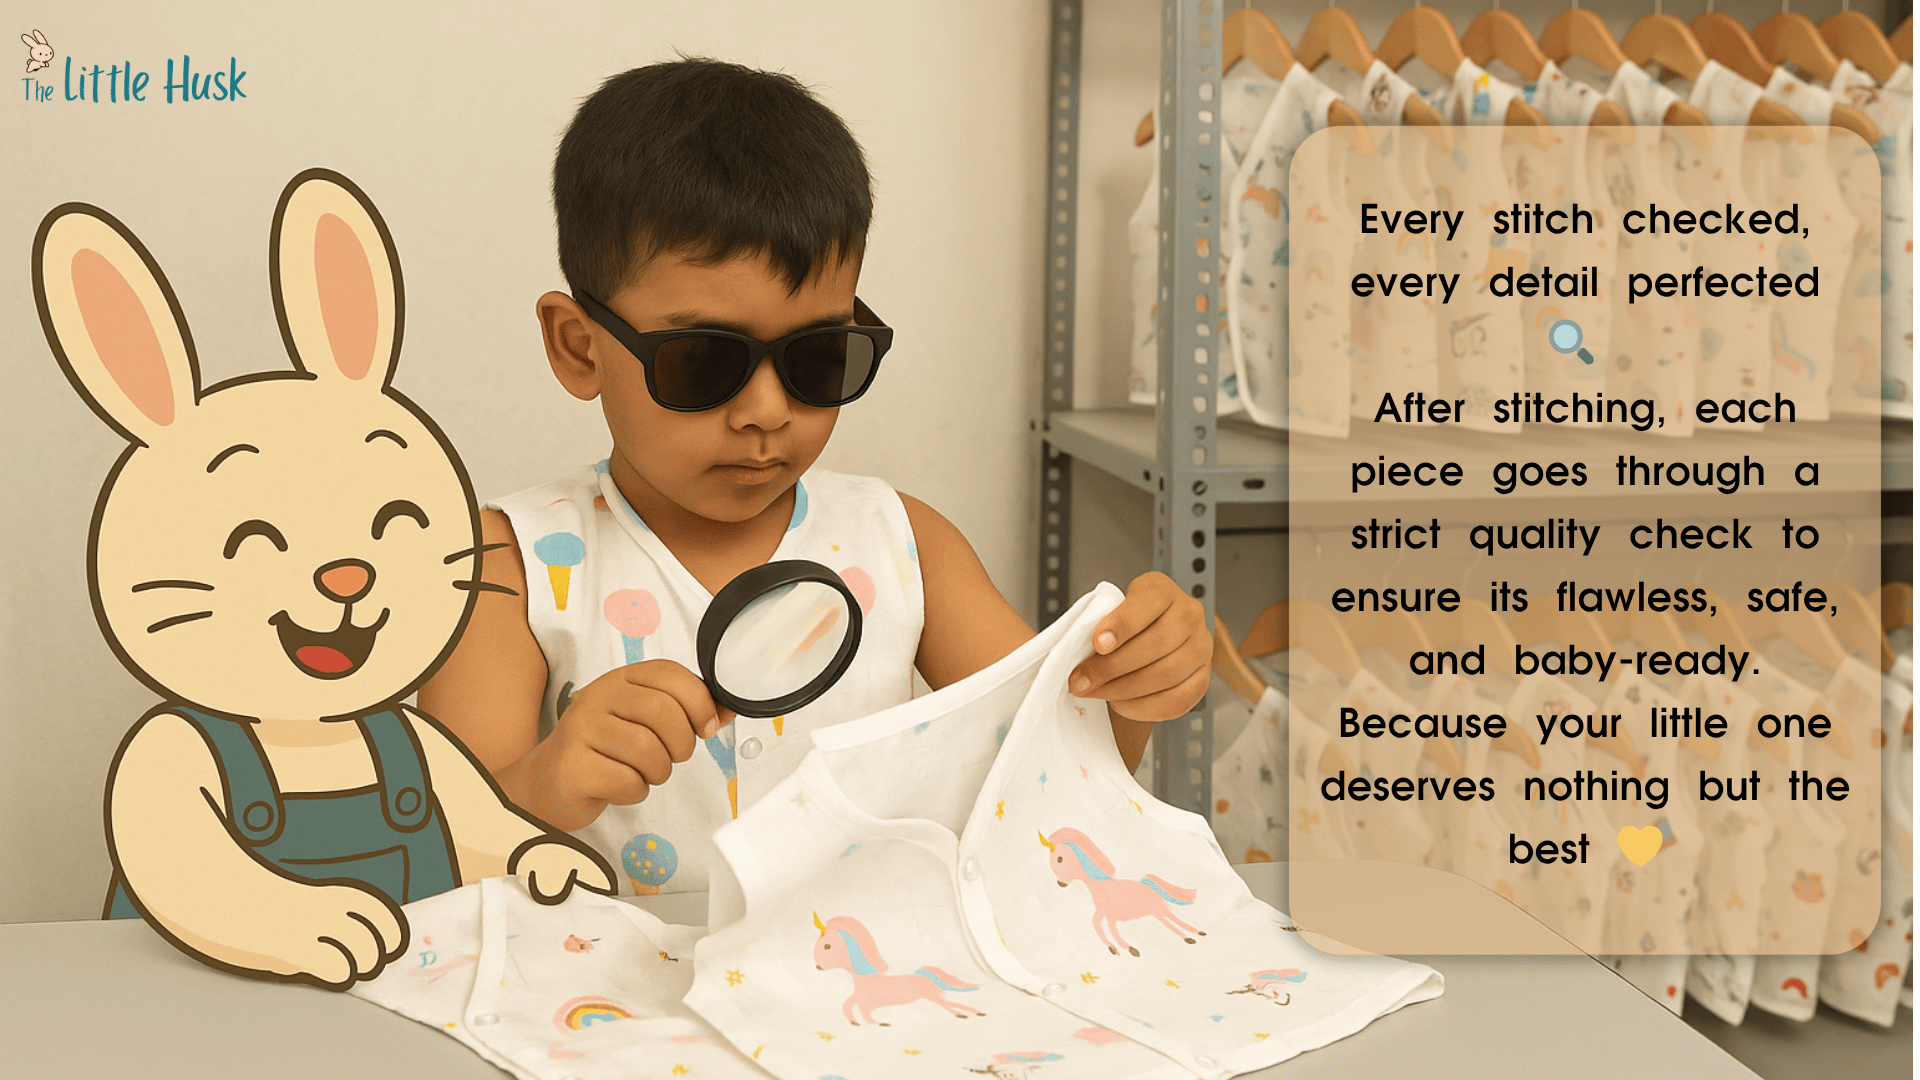 The Little Husk
Every stitch checked,
every detail perfected
🔍
After stitching, each
piece goes through a
strict quality check to
ensure its flawless, safe,
and baby-ready.
Because your little one
deserves nothing but the
best 💛